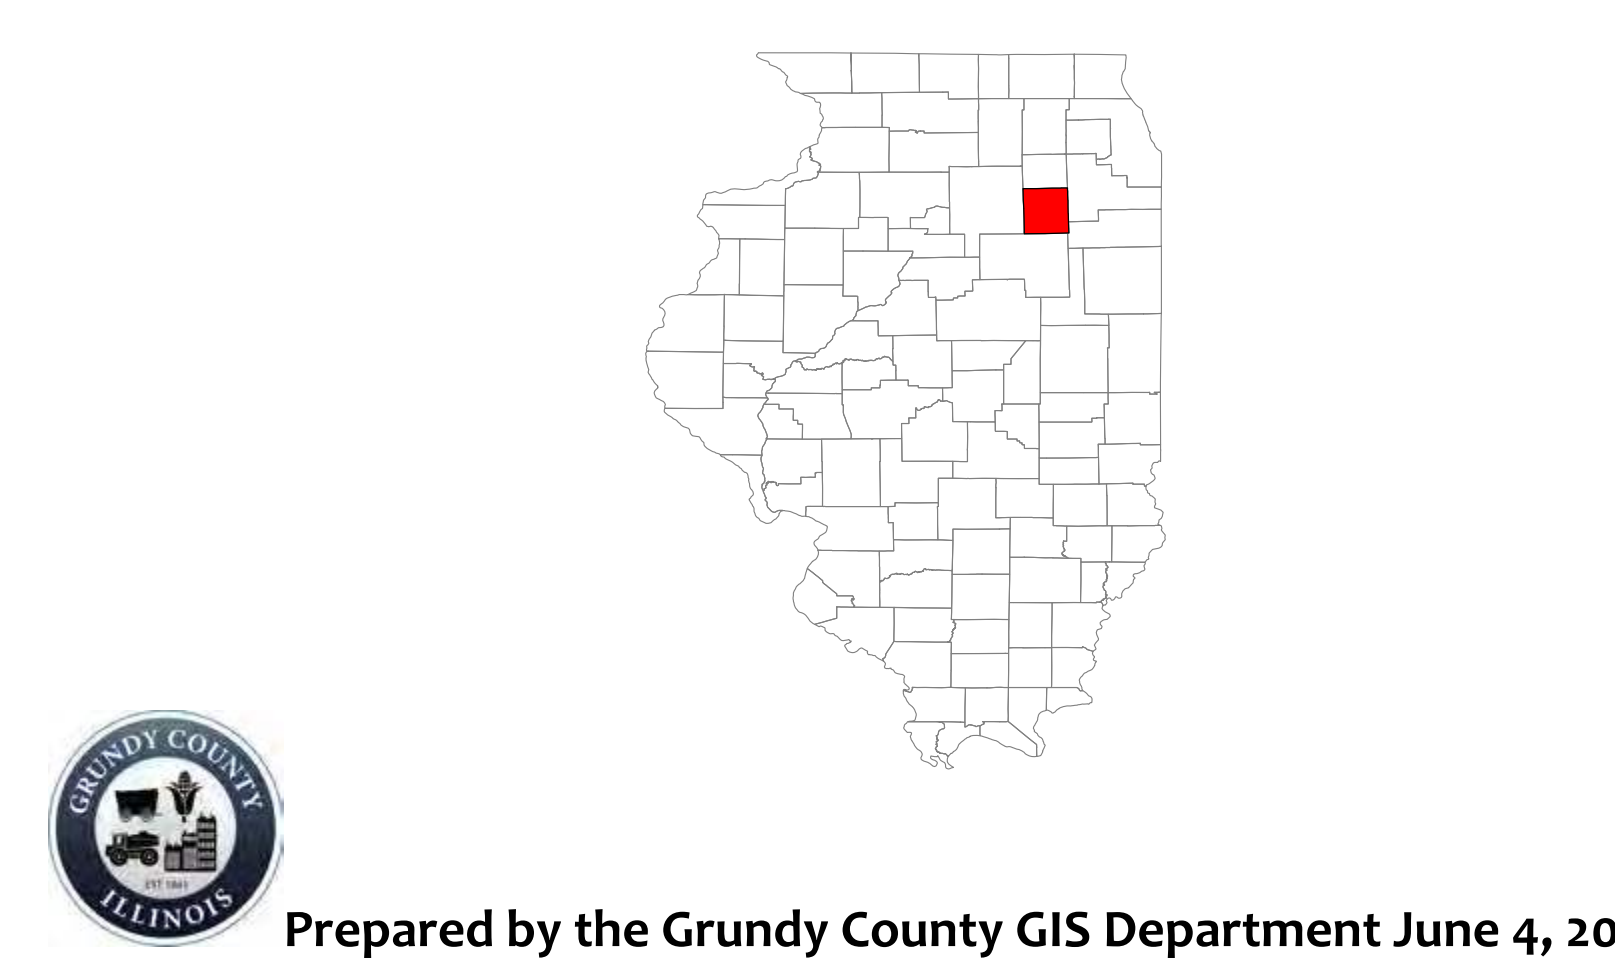 GRUNDY COUNTY
ILLINOIS
Prepared by the Grundy County GIS Department June 4, 20